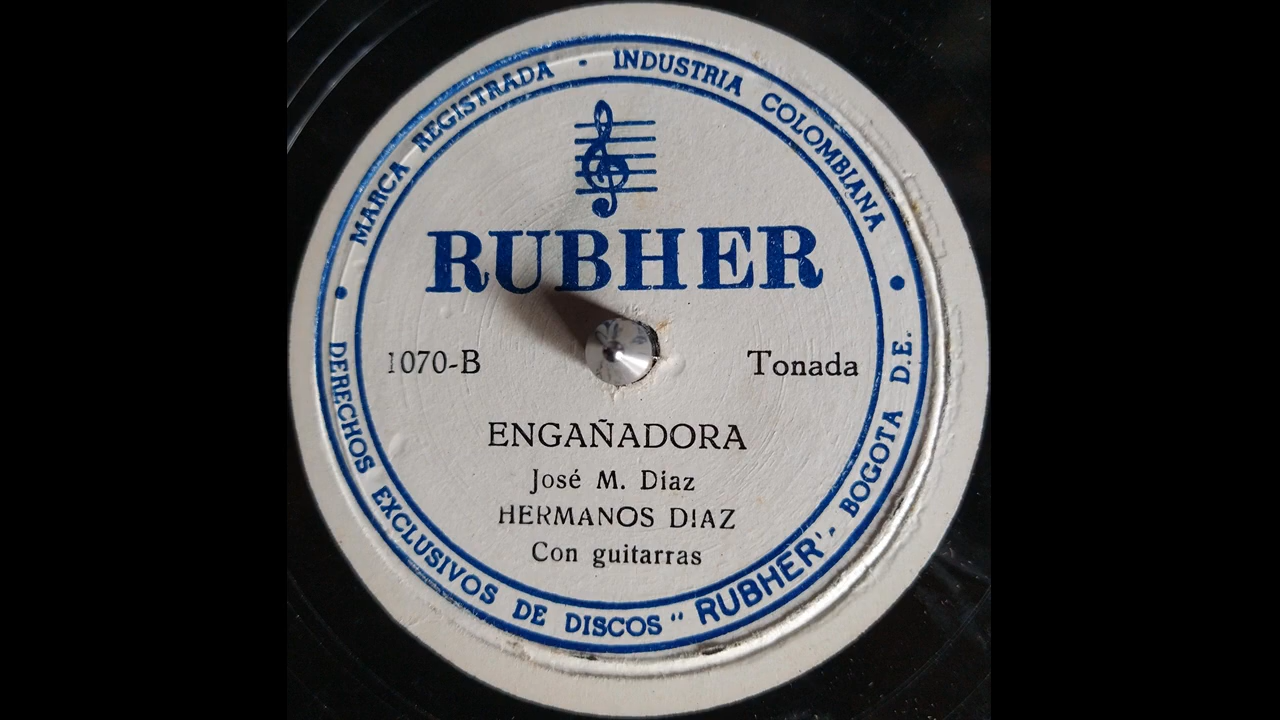 MARCA REGISTRADA · INDUSTRIA COLOMBIANA
RUBHER
1070-B
Tonada
ENGAÑADORA
José M. Díaz
HERMANOS DIAZ
Con guitarras
DERECHOS EXCLUSIVOS DE DISCOS "RUBHER"- BOGOTA D.E.